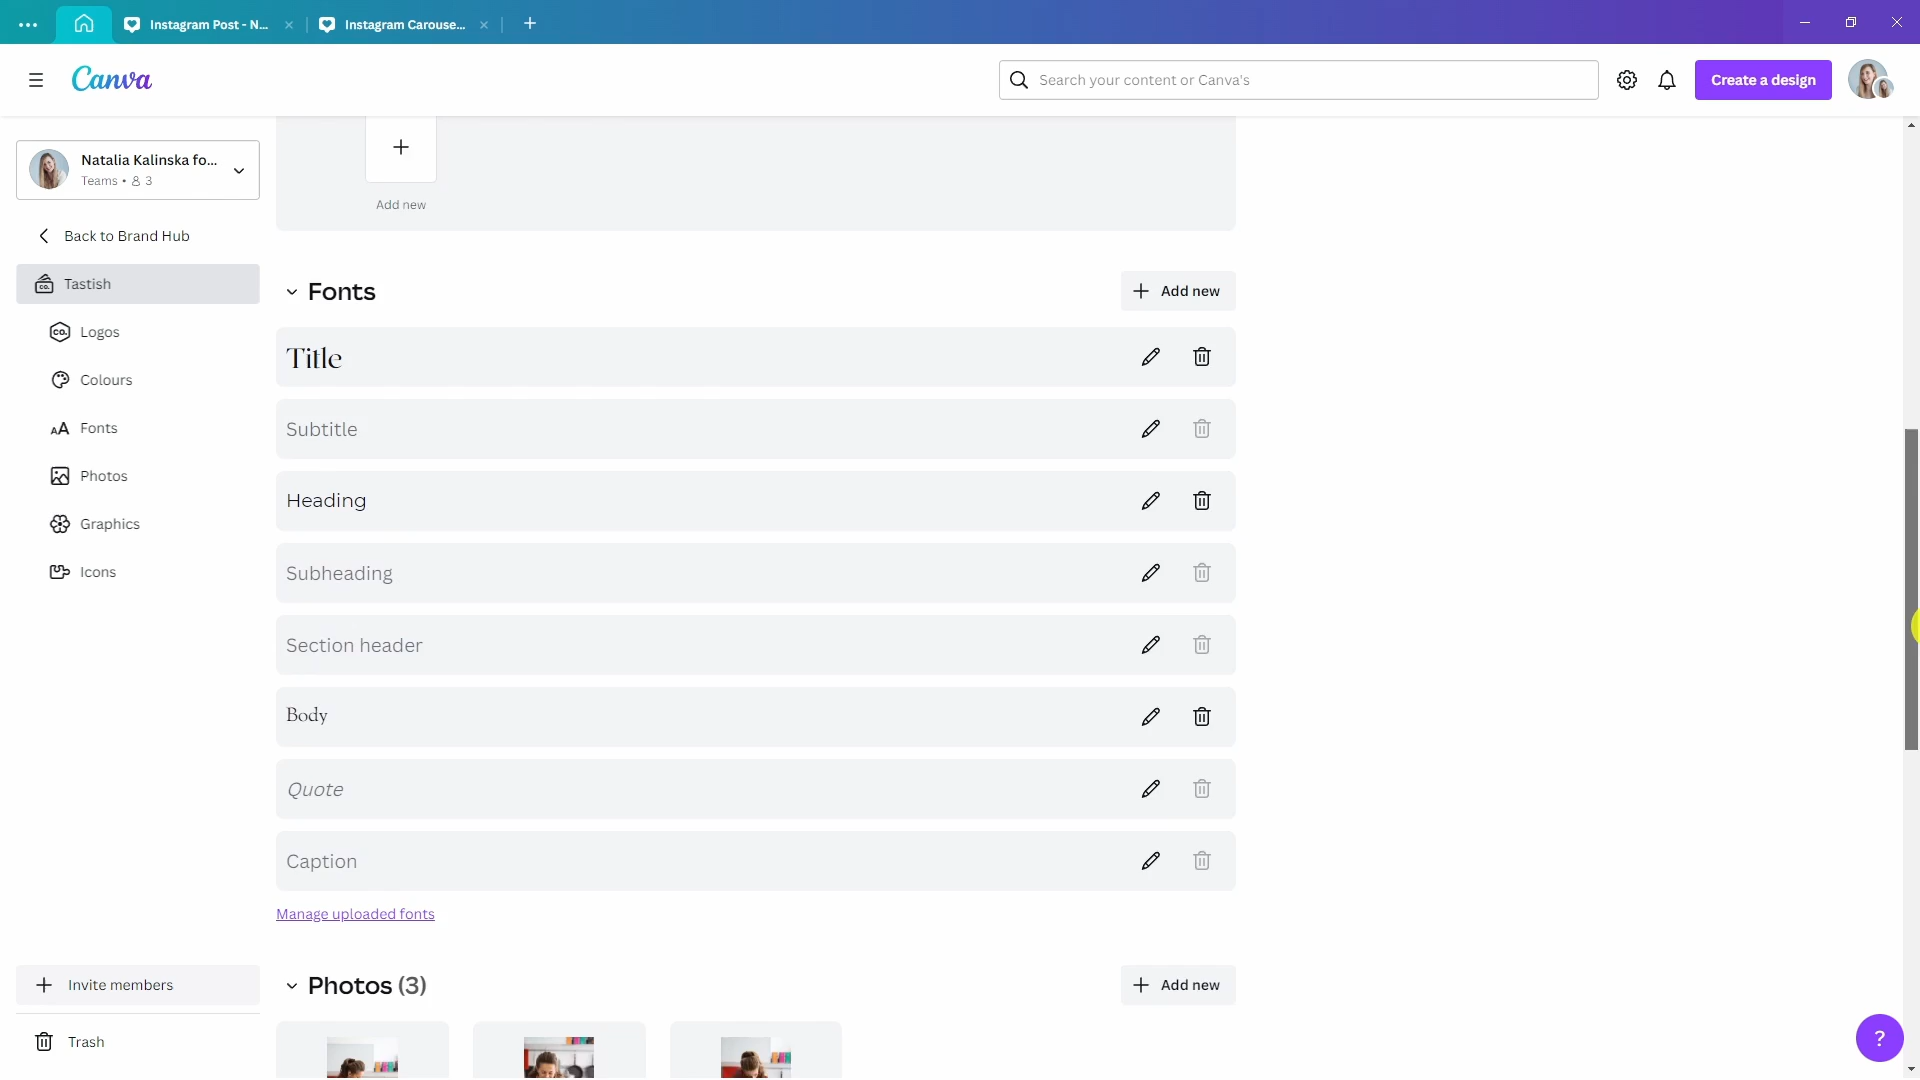 Instagram Post - N...
Instagram Carouse...
Canva
Search your content or Canva's
Create a design
Natalia Kalinska fo...
Teams • 3
Back to Brand Hub
Tastish
Logos
Colours
Fonts
Photos
Graphics
Icons
Invite members
Trash
Add new
Fonts
Add new
Title
Subtitle
Heading
Subheading
Section header
Body
Quote
Caption
Manage uploaded fonts
Photos (3)
Add new
?